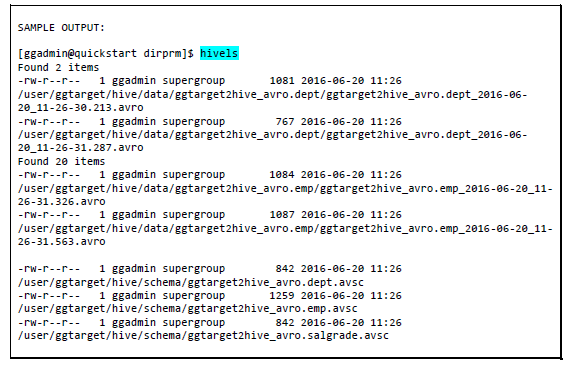 SAMPLE OUTPUT:
[ggadmin@quickstart dirprm]$ hivels
Found 2 items
-rw-r--r--   1 ggadmin supergroup       1081 2016-06-20 11:26
/user/ggtarget/hive/data/ggtarget2hive_avro.dept/ggtarget2hive_avro.dept_2016-06-
20_11-26-30.213.avro
-rw-r--r--   1 ggadmin supergroup        767 2016-06-20 11:26
/user/ggtarget/hive/data/ggtarget2hive_avro.dept/ggtarget2hive_avro.dept_2016-06-
20_11-26-31.287.avro
Found 20 items
-rw-r--r--   1 ggadmin supergroup       1084 2016-06-20 11:26
/user/ggtarget/hive/data/ggtarget2hive_avro.emp/ggtarget2hive_avro.emp_2016-06-20_11-
26-31.326.avro
-rw-r--r--   1 ggadmin supergroup       1087 2016-06-20 11:26
/user/ggtarget/hive/data/ggtarget2hive_avro.emp/ggtarget2hive_avro.emp_2016-06-20_11-
26-31.563.avro
-rw-r--r--   1 ggadmin supergroup        842 2016-06-20 11:26
/user/ggtarget/hive/schema/ggtarget2hive_avro.dept.avsc
-rw-r--r--   1 ggadmin supergroup       1259 2016-06-20 11:26
/user/ggtarget/hive/schema/ggtarget2hive_avro.emp.avsc
-rw-r--r--   1 ggadmin supergroup        842 2016-06-20 11:26
/user/ggtarget/hive/schema/ggtarget2hive_avro.salgrade.avsc